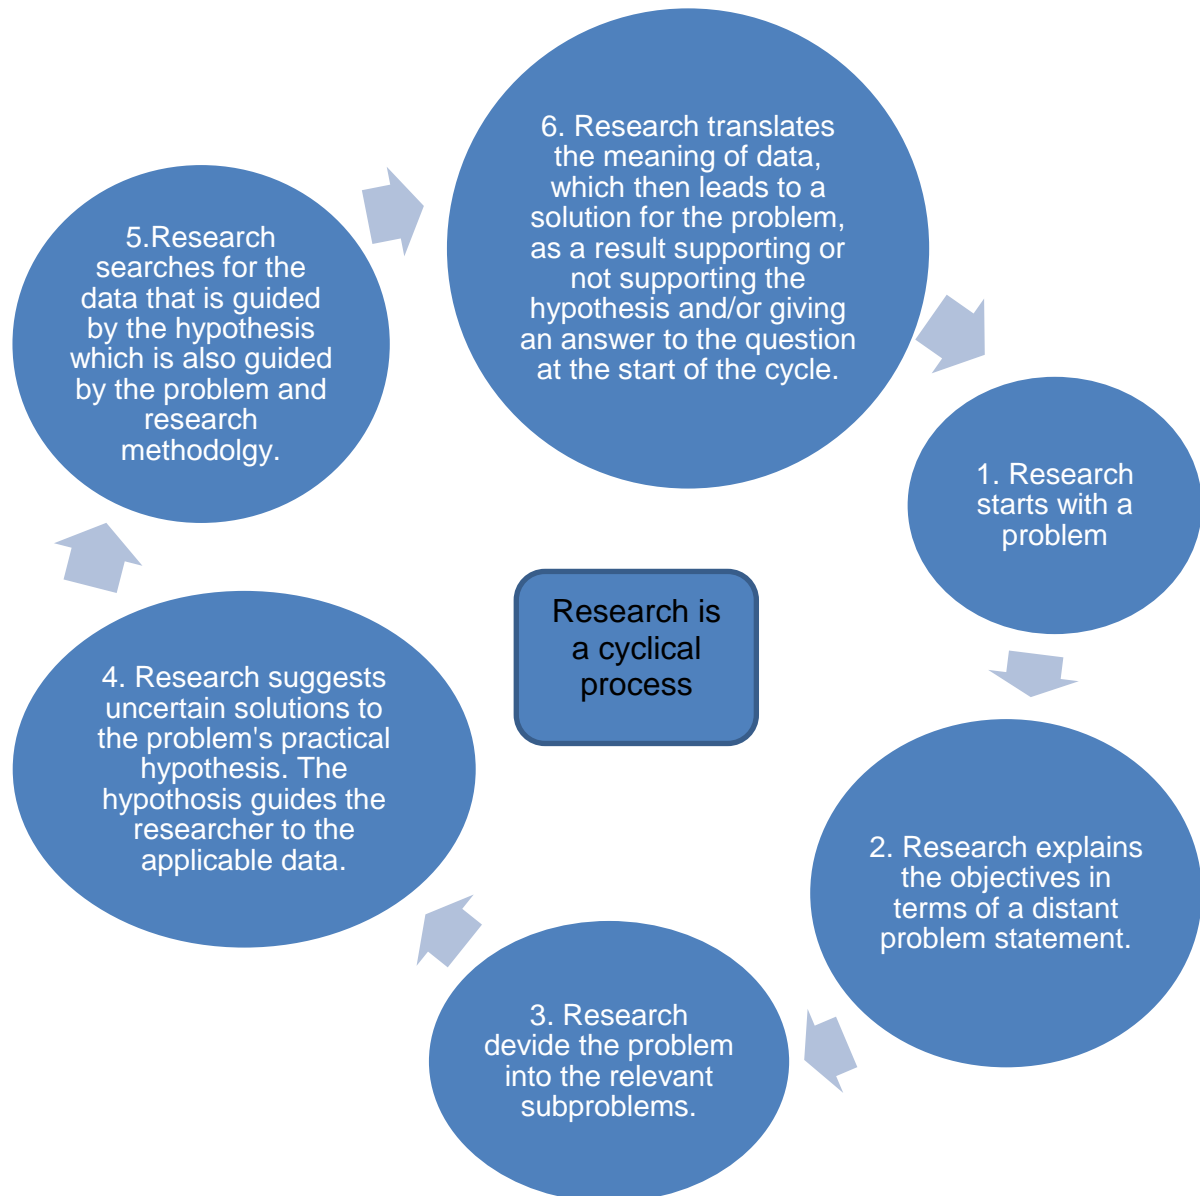 6. Research translates
the meaning of data,
which then leads to a
solution for the problem,
as a result supporting or
not supporting the
hypothesis and/or giving
an answer to the question
at the start of the cycle.
1. Research
starts with a
problem
2. Research explains
the objectives in
terms of a distant
problem statement.
3. Research
devide the problem
into the relevant
subproblems.
4. Research suggests
uncertain solutions to
the problem's practical
hypothesis. The
hypothosis guides the
researcher to the
applicable data.
5.Research
searches for the
data that is guided
by the hypothesis
which is also guided
by the problem and
research
methodolgy.
Research is
a cyclical
process